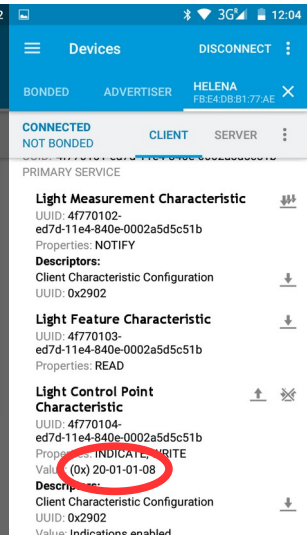 2
3G
12:04
Devices
DISCONNECT
BONDED
ADVERTISER
HELENA
FB:E4:DB:B1:77:AE
CONNECTED
NOT BONDED
CLIENT
SERVER
PRIMARY SERVICE
Light Measurement Characteristic
UUID: 4f770102-
ed7d-11e4-840e-0002a5d5c51b
Properties: NOTIFY
Descriptors:
Client Characteristic Configuration
UUID: 0x2902
Light Feature Characteristic
UUID: 4f770103-
ed7d-11e4-840e-0002a5d5c51b
Properties: READ
Light Control Point
Characteristic
UUID: 4f770104-
ed7d-11e4-840e-0002a5d5c51b
INDICATE, WRITE
(0x) 20-01-01-08
Client Characteristic Configuration
UUID: 0x2902
Value: Indications enabled